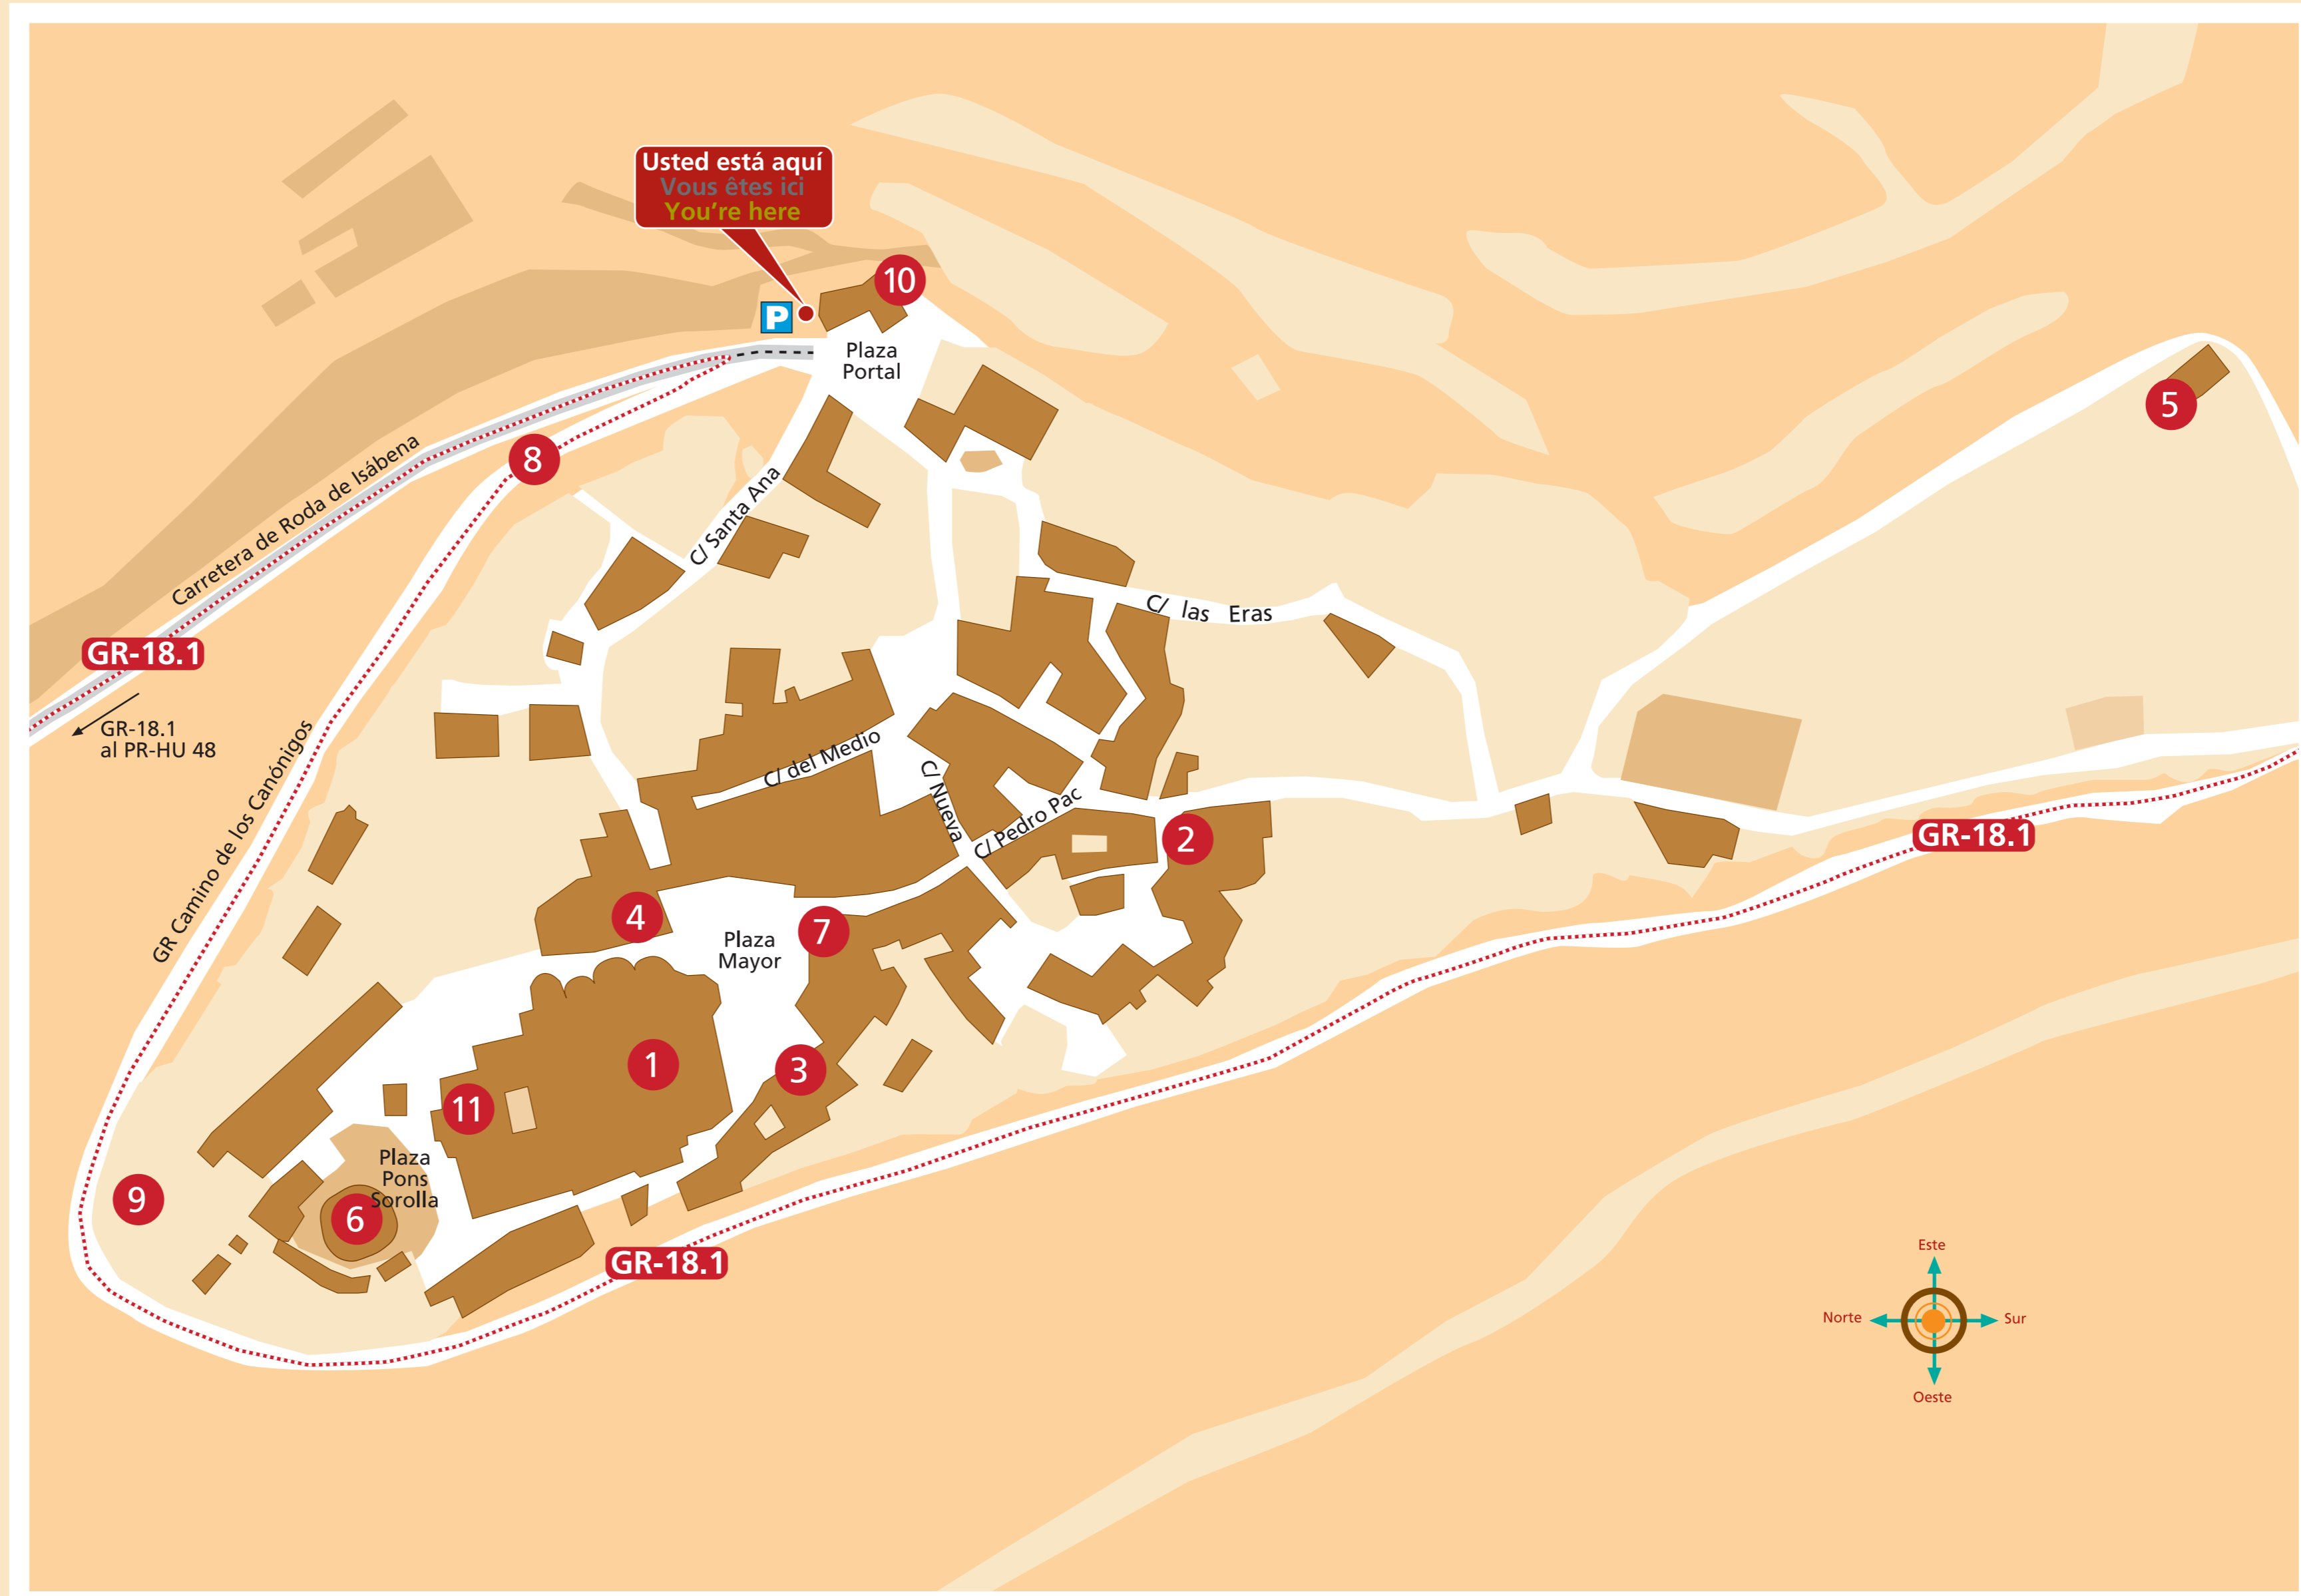 Usted está aquí
Vous êtes ici
You're here
10
P
Plaza
Portal
5
8
Carretera de Roda de Isábena
C/ Santa Ana
C/ las Eras
GR-18.1
GR-18.1
al PR-HU 48
GR Camino de los Canónigos
C/ del Medio
C/ Nueva
C/ Pedro Pac
2
GR-18.1
4
7
Plaza
Mayor
1
3
11
Plaza
Pons
Sorolla
9
6
GR-18.1
Este
Norte
Sur
Oeste